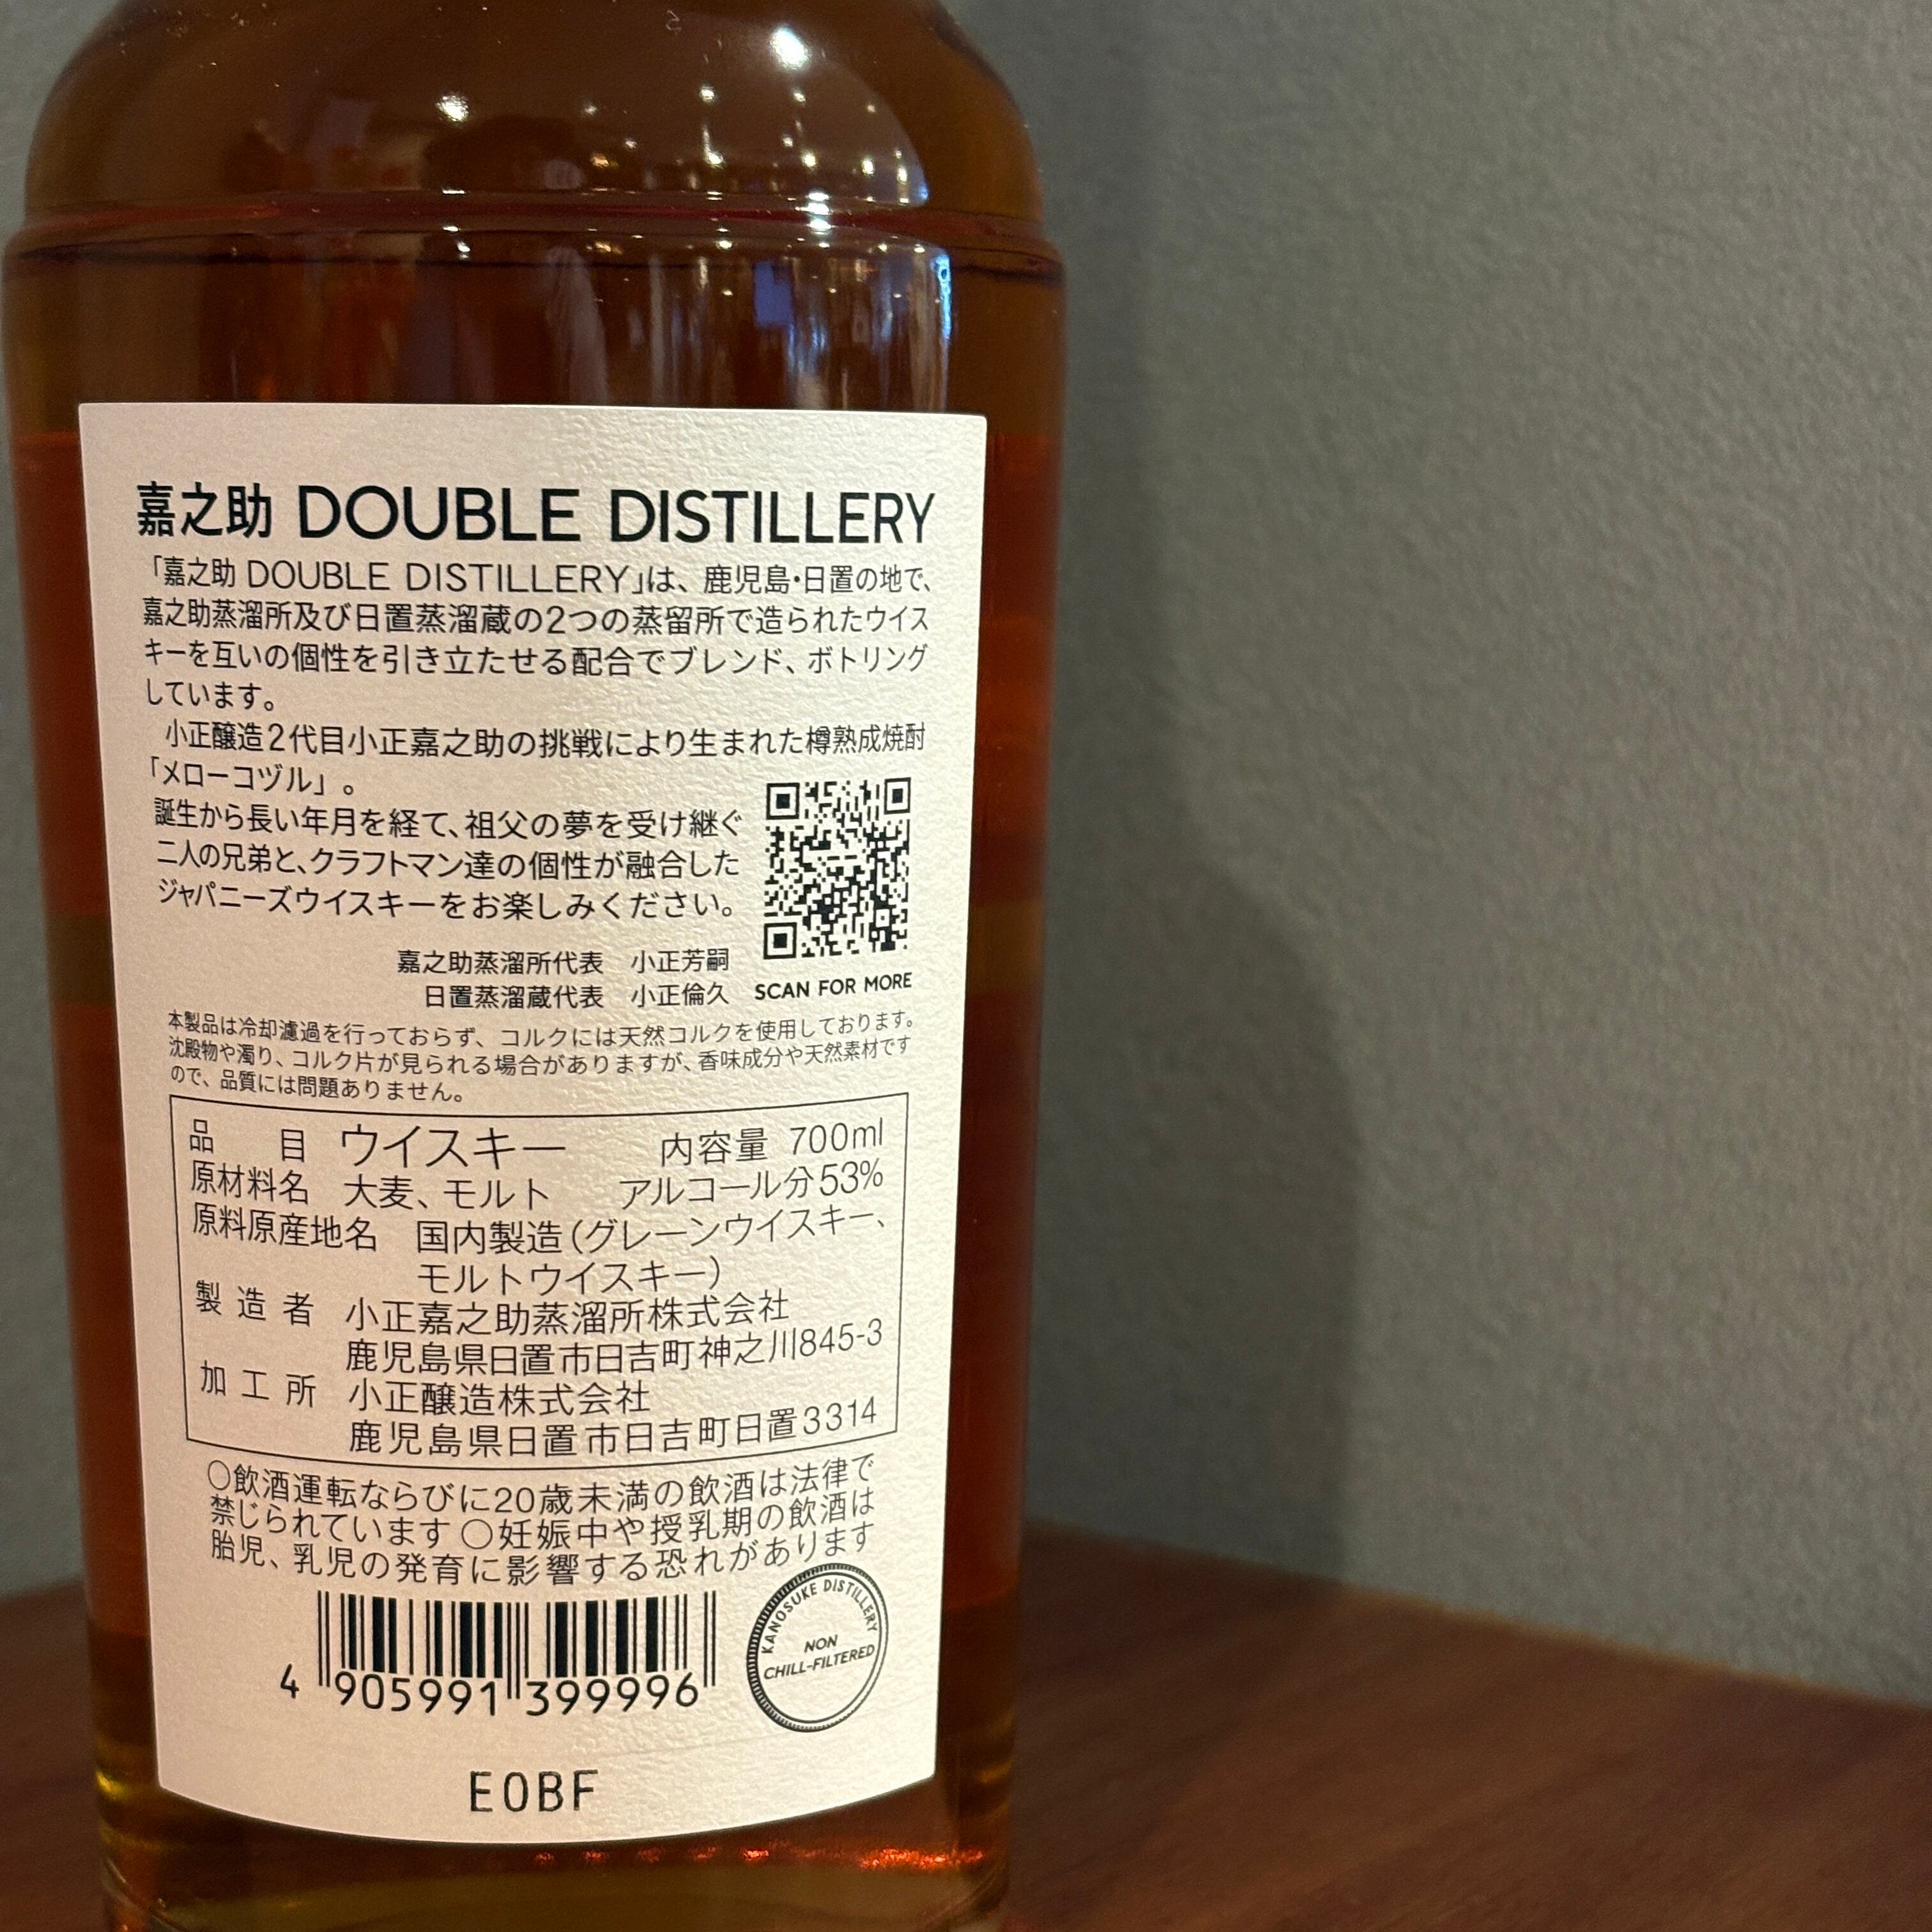 嘉之助 DOUBLE DISTILLERY
「嘉之助 DOUBLE DISTILLERY」は、鹿児島・日置の地で、
嘉之助蒸溜所及び日置蒸溜蔵の2つの蒸留所で造られたウイス
キーを互いの個性を引き立たせる配合でブレンド、ボトリング
しています。
小正醸造2代目小正嘉之助の挑戦により生まれた樽熟成焼酎
「メローコヅル」。
誕生から長い年月を経て、祖父の夢を受け継ぐ
二人の兄弟と、クラフトマン達の個性が融合した
ジャパニーズウイスキーをお楽しみください。
嘉之助蒸溜所代表 小正芳嗣
日置蒸溜蔵代表 小正倫久
SCAN FOR MORE
本製品は冷却濾過を行っておらず、コルクには天然コルクを使用しております。
沈殿物や濁り、コルク片が見られる場合がありますが、香味成分や天然素材です
ので、品質には問題ありません。
品 目 ウイスキー 内容量 700ml
原材料名 大麦、モルト アルコール分53%
原料原産地名 国内製造(グレーンウイスキー、
モルトウイスキー)
製造者 小正嘉之助蒸溜所株式会社
鹿児島県日置市日吉町神之川845-3
加工所 小正醸造株式会社
鹿児島県日置市日吉町日置3314
○飲酒運転ならびに20歳未満の飲酒は法律で
禁じられています ○妊娠中や授乳期の飲酒は
胎児、乳児の発育に影響する恐れがあります
4 905991 399996
KANOSUKE DISTILLERY
NON
CHILL-FILTERED
E0BF